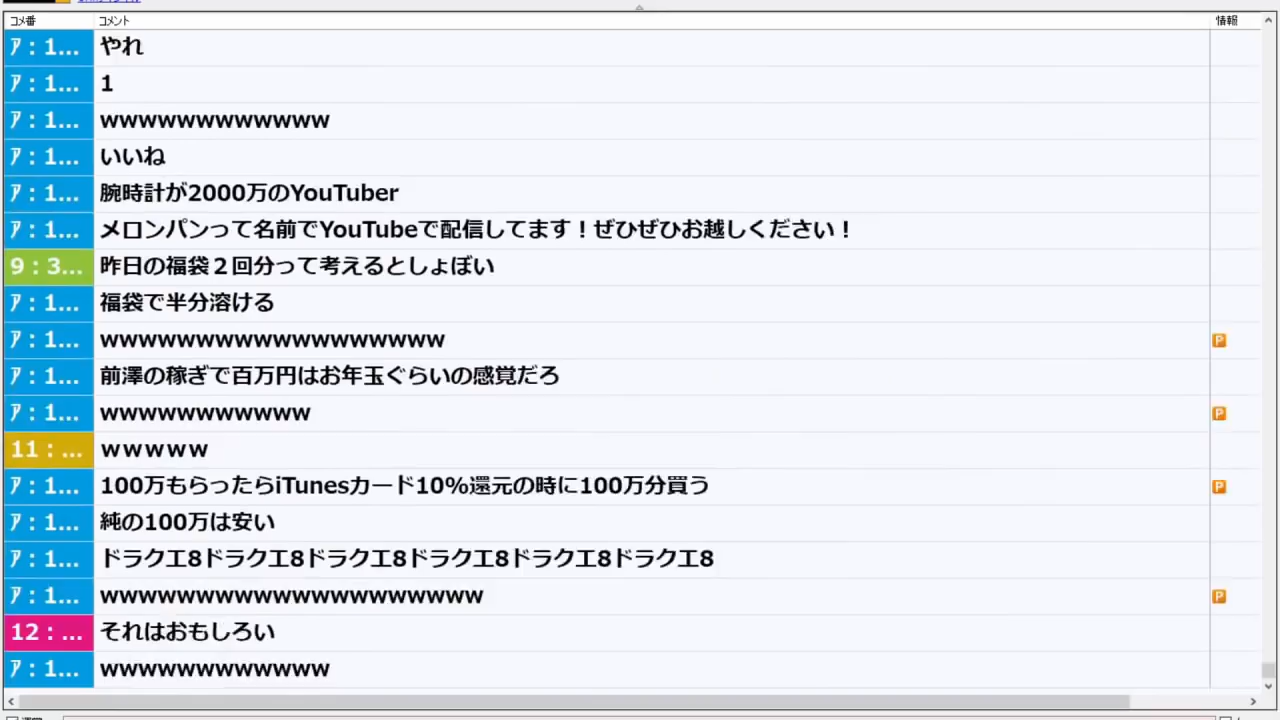 コメ番 コメント 情報
ｱ：1... やれ
ｱ：1... 1
ｱ：1... wwwwwwwwwwww
ｱ：1... いいね
ｱ：1... 腕時計が2000万のYouTuber
ｱ：1... メロンパンって名前でYouTubeで配信してます！ぜひぜひお越しください！
9：3... 昨日の福袋２回分って考えるとしょぼい
ｱ：1... 福袋で半分溶ける
ｱ：1... wwwwwwwwwwwwwwwwww P
ｱ：1... 前澤の稼ぎで百万円はお年玉ぐらいの感覚だろ
ｱ：1... wwwwwwwwwww P
11：... ｗｗｗｗｗ
ｱ：1... 100万もらったらiTunesカード10%還元の時に100万分買う P
ｱ：1... 純の100万は安い
ｱ：1... ドラクエ8ドラクエ8ドラクエ8ドラクエ8ドラクエ8ドラクエ8
ｱ：1... wwwwwwwwwwwwwwwwwwww P
12：... それはおもしろい
ｱ：1... wwwwwwwwwwww